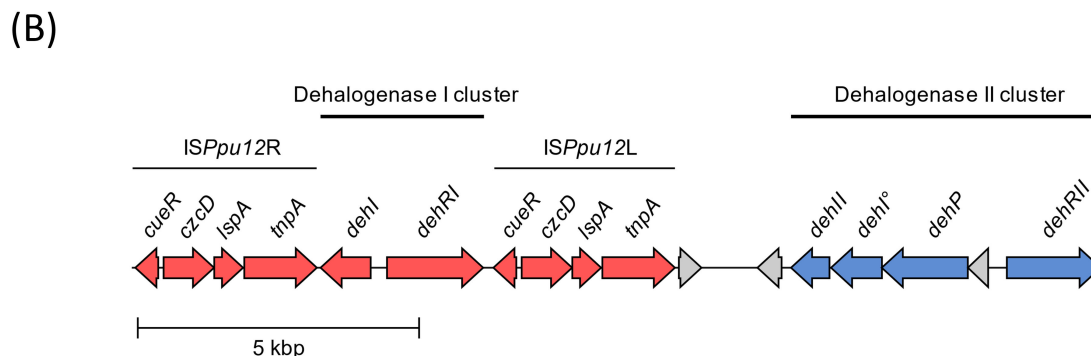 (B)
Dehalogenase I cluster
Dehalogenase II cluster
ISPpu12R
ISPpu12L
cueR czcD lspA tnpA dehI dehRI cueR czcD lspA tnpA dehII dehI° dehP dehRII
5 kbp